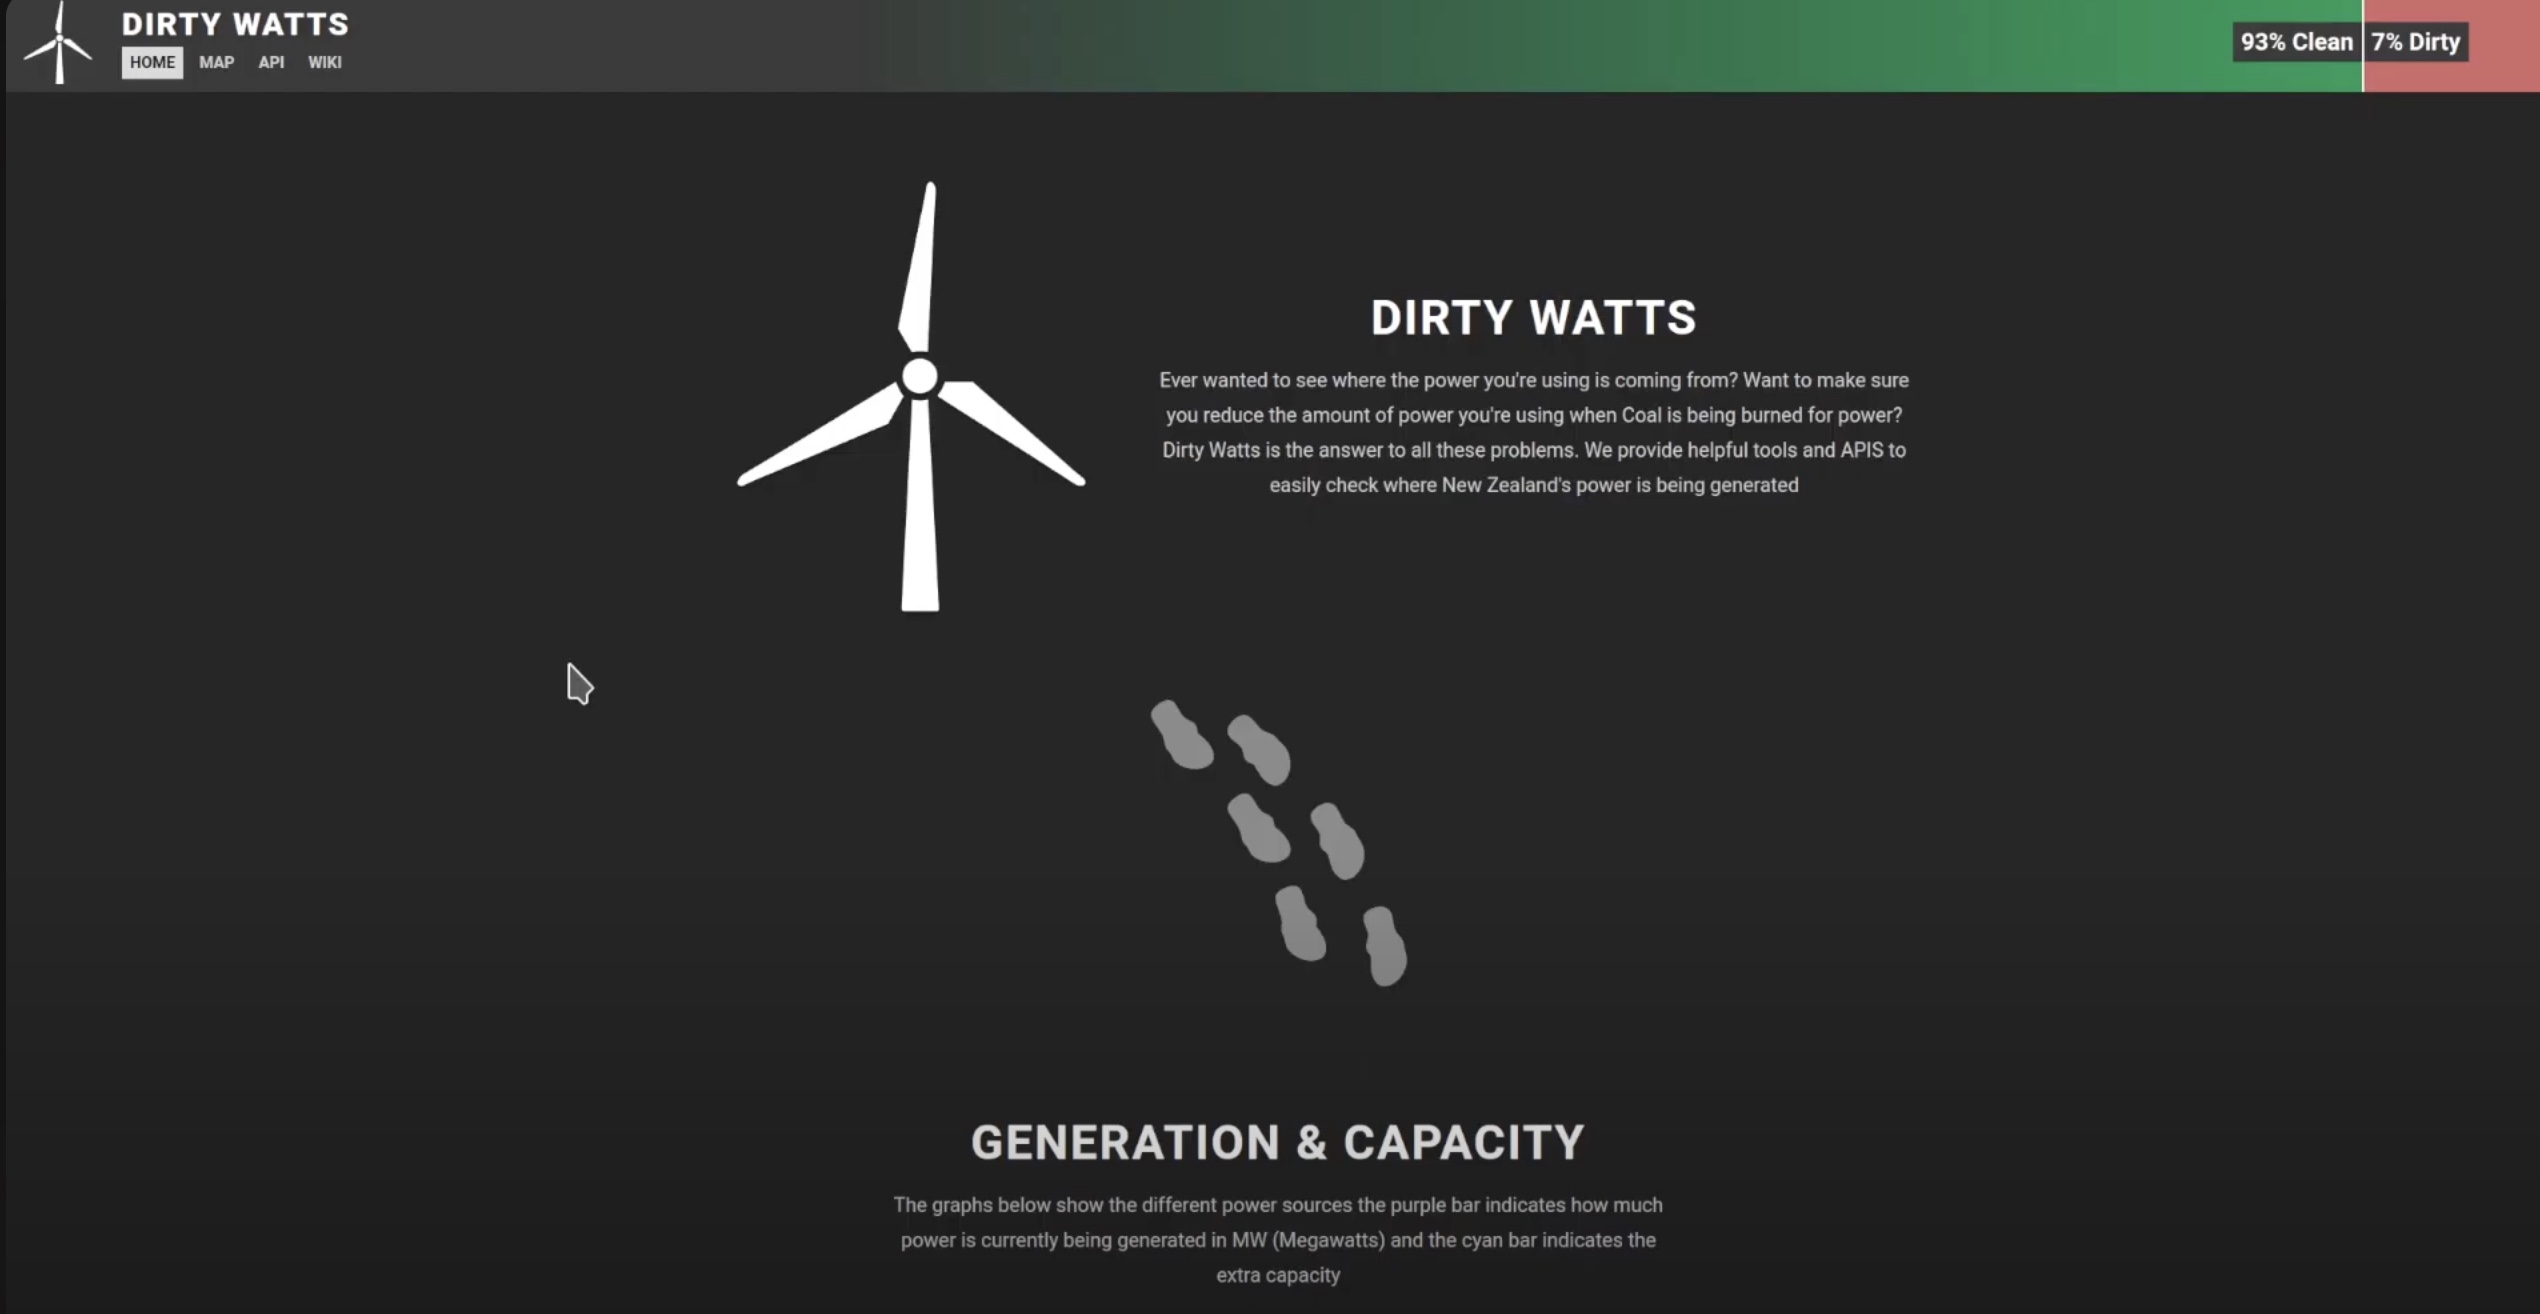 DIRTY WATTS
HOME MAP API WIKI
93% Clean 7% Dirty
DIRTY WATTS
Ever wanted to see where the power you're using is coming from? Want to make sure
you reduce the amount of power you're using when Coal is being burned for power?
Dirty Watts is the answer to all these problems. We provide helpful tools and APIS to
easily check where New Zealand's power is being generated
GENERATION & CAPACITY
The graphs below show the different power sources the purple bar indicates how much
power is currently being generated in MW (Megawatts) and the cyan bar indicates the
extra capacity